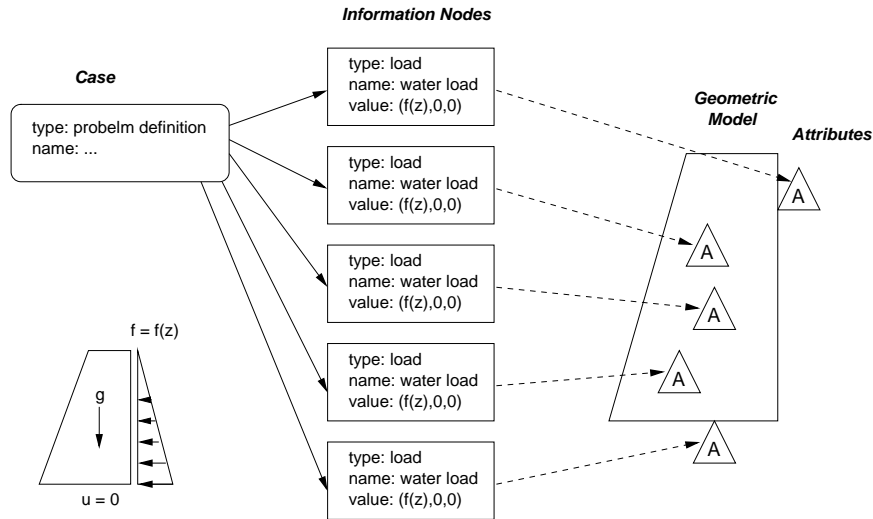 Information Nodes
Case
type: probelm definition
name: ...
type: load
name: water load
value: (f(z),0,0)
type: load
name: water load
value: (f(z),0,0)
type: load
name: water load
value: (f(z),0,0)
type: load
name: water load
value: (f(z),0,0)
type: load
name: water load
value: (f(z),0,0)
Geometric
Model
Attributes
A
A
A
A
A
f = f(z)
g
u = 0